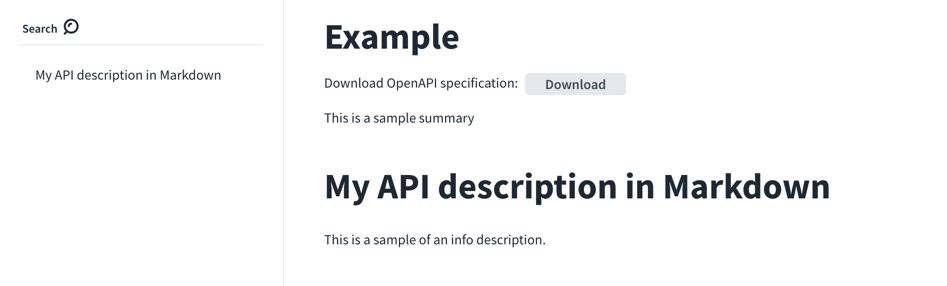 Search
My API description in Markdown
Example
Download OpenAPI specification: Download
This is a sample summary
My API description in Markdown
This is a sample of an info description.